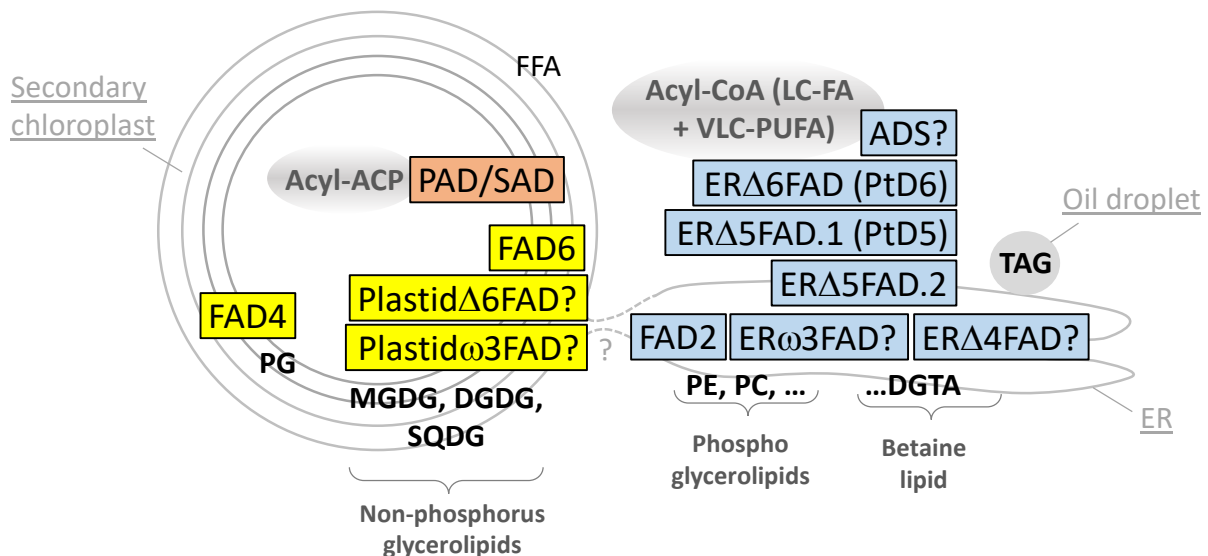 FFA
Secondary
chloroplast
Acyl-CoA (LC-FA
+ VLC-PUFA)
ADS?
Acyl-ACP
PAD/SAD
ERΔ6FAD (PtD6)
Oil droplet
ERΔ5FAD.1 (PtD5)
FAD6
TAG
PlastidΔ6FAD?
ERΔ5FAD.2
FAD4
Plastidω3FAD?
?
FAD2
ERω3FAD?
ERΔ4FAD?
PG
MGDG, DGDG,
SQDG
PE, PC, ...
...DGTA
ER
Phospho
glycerolipids
Betaine
lipid
Non-phosphorus
glycerolipids